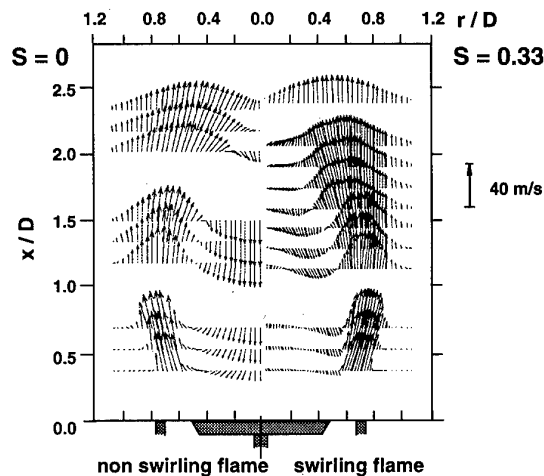 1.2 0.8 0.4 0.0 0.4 0.8 1.2 r / D
S = 0
S = 0.33
2.5
2.0
40 m/s
1.5
x / D
1.0
0.5
0.0
non swirling flame swirling flame